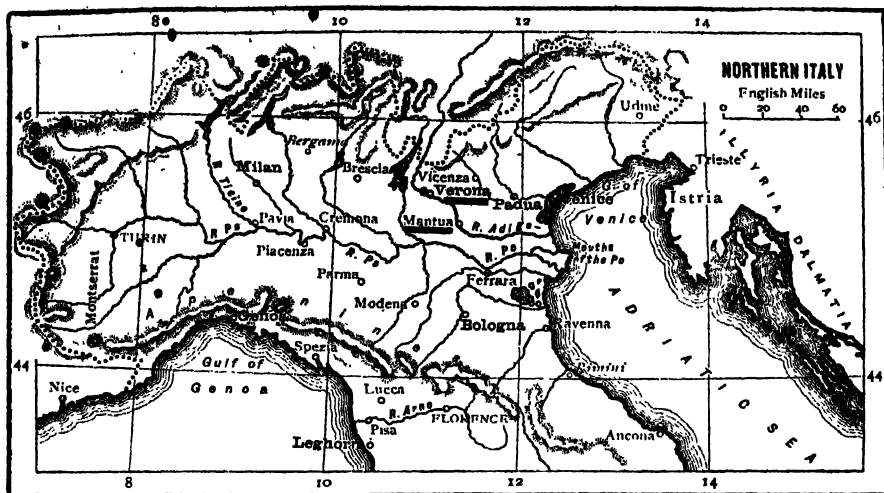 8 10 12 14
NORTHERN ITALY
English Miles
0 20 40 60
46 46
Udine
ILLYRIA
Trieste
Bergamo
Milan
Brescia
Vicenza
Verona
Padua
Venice
G. of Venice
Istria
R. Ticino
Pavia
Cremona
Mantua
R. Adige
TURIN
R. Po
Piacenza
R. Po
R. Po
Mouths of the Po
DALMATIA
Montserrat
Parma
Ferrara
Modena
Apennin
Genoa
Bologna
Ravenna
ADRIATIC SEA
44 44
Spezia
Gulf of Genoa
Rimini
Nice
Lucca
R. Arno
FLORENCE
Pisa
Leghorn
Ancona
8 10 12 14